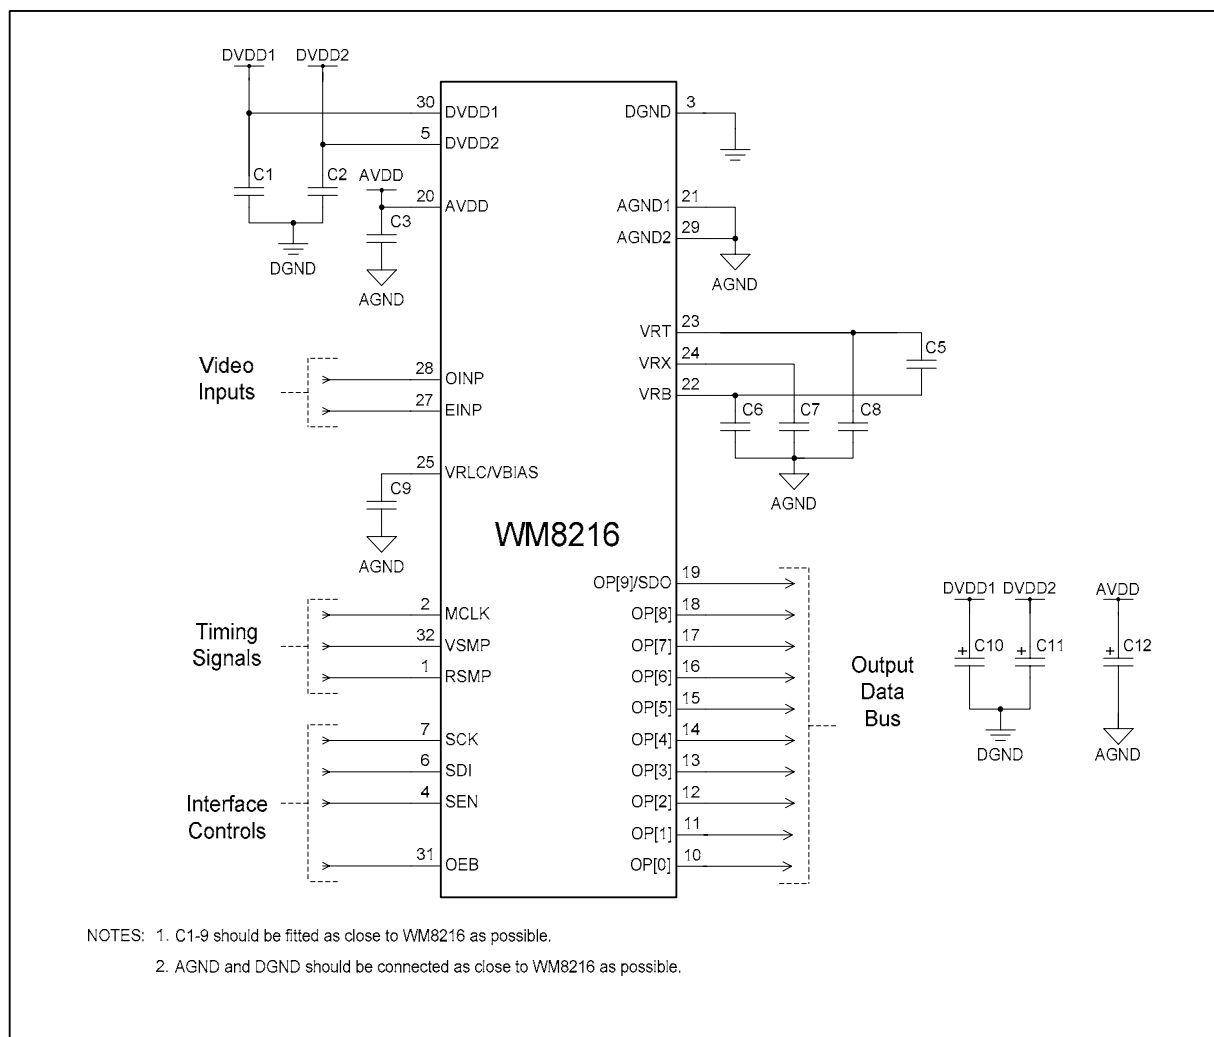 DVDD1 DVDD2
30 DVDD1
5 DVDD2
C1 C2
AVDD
20 AVDD
C3
DGND
AGND
DGND 3
AGND1 21
AGND2 29
AGND
VRT 23
VRX 24
VRB 22
C5
C6 C7 C8
AGND
Video
Inputs
28 OINP
27 EINP
25 VRLC/VBIAS
C9
AGND
WM8216
Timing
Signals
2 MCLK
32 VSMP
1 RSMP
Interface
Controls
7 SCK
6 SDI
4 SEN
31 OEB
OP[9]/SDO 19
OP[8] 18
OP[7] 17
OP[6] 16
OP[5] 15
OP[4] 14
OP[3] 13
OP[2] 12
OP[1] 11
OP[0] 10
Output
Data
Bus
DVDD1 DVDD2 AVDD
+ C10 + C11 + C12
DGND AGND
NOTES: 1. C1-9 should be fitted as close to WM8216 as possible.
2. AGND and DGND should be connected as close to WM8216 as possible.